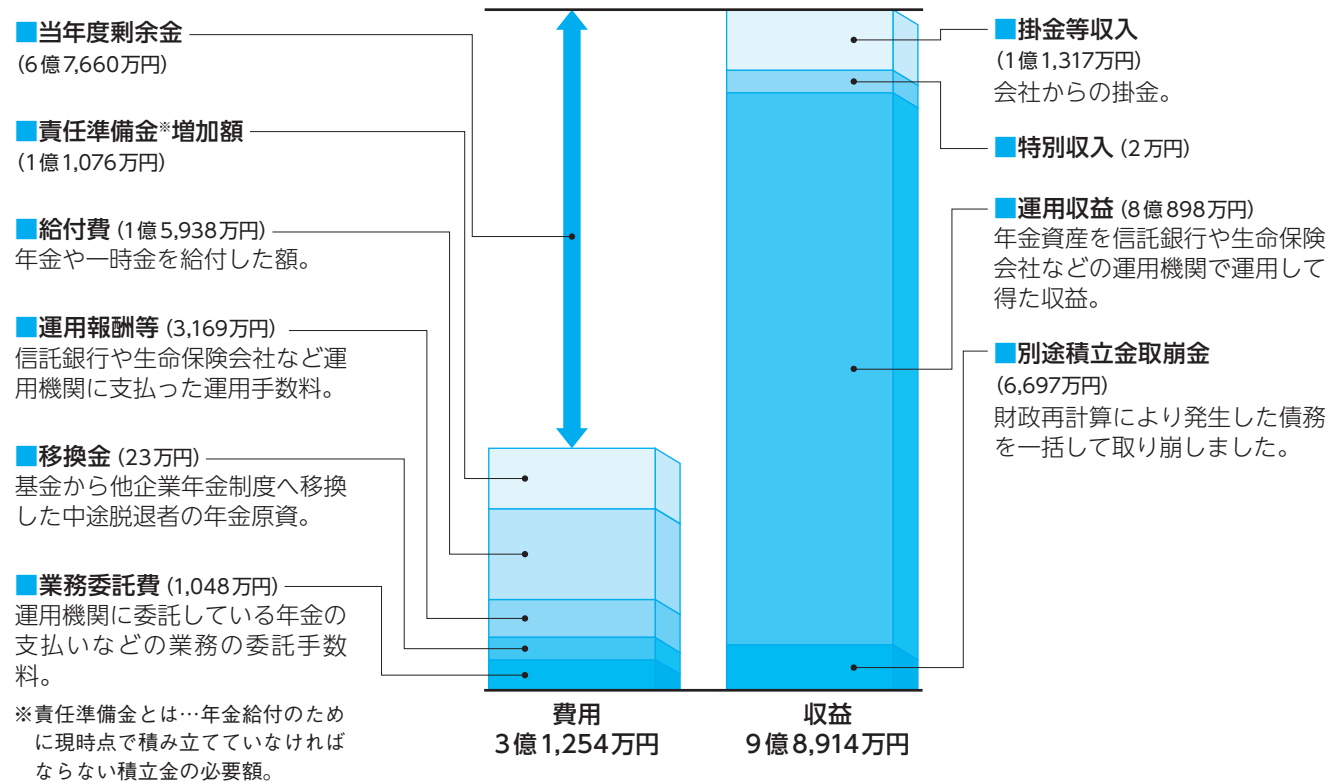 ■当年度剰余金
(6億7,660万円)
■責任準備金※増加額
(1億1,076万円)
■給付費 (1億5,938万円)
年金や一時金を給付した額。
■運用報酬等 (3,169万円)
信託銀行や生命保険会社など運
用機関に支払った運用手数料。
■移換金 (23万円)
基金から他企業年金制度へ移換
した中途脱退者の年金原資。
■業務委託費 (1,048万円)
運用機関に委託している年金の
支払いなどの業務の委託手数
料。
※責任準備金とは…年金給付のため
に現時点で積み立てていなければ
ならない積立金の必要額。
費用
3億1,254万円
収益
9億8,914万円
■掛金等収入
(1億1,317万円)
会社からの掛金。
■特別収入 (2万円)
■運用収益 (8億898万円)
年金資産を信託銀行や生命保険
会社などの運用機関で運用して
得た収益。
■別途積立金取崩金
(6,697万円)
財政再計算により発生した債務
を一括して取り崩しました。